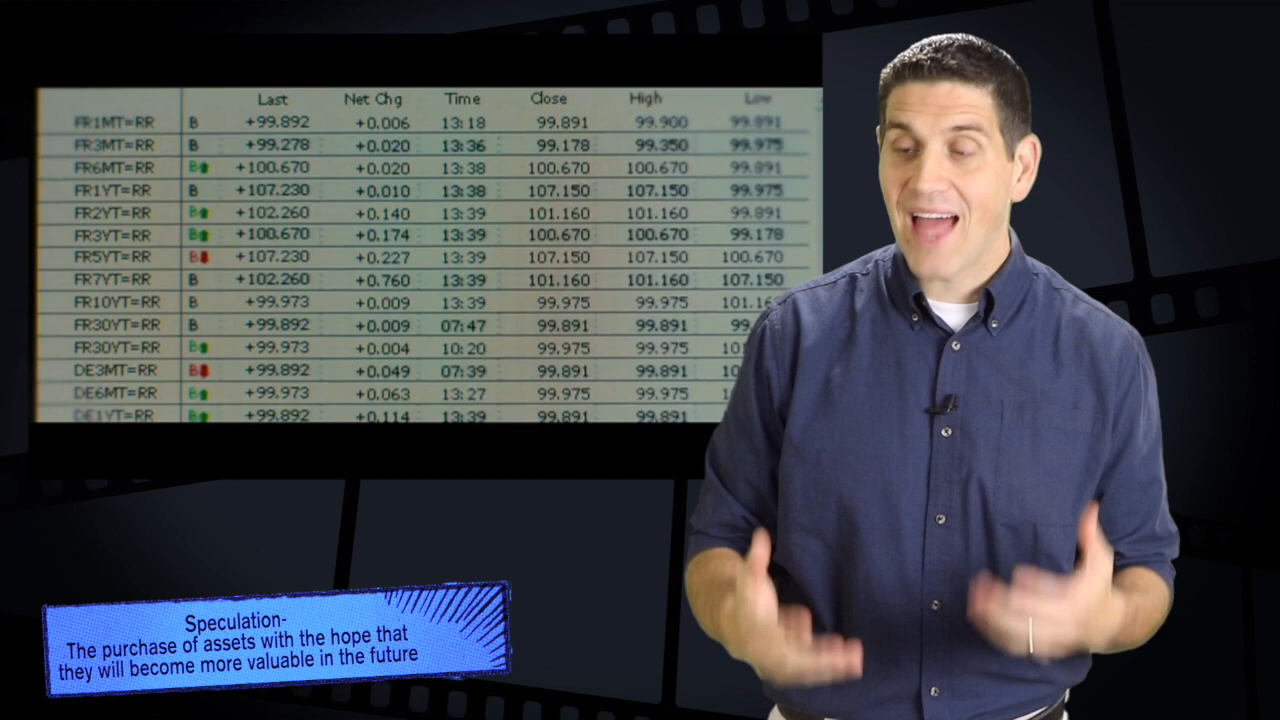 Last Net Chg Time Close High Low
FR1MT=RR B +99.892 +0.006 13:18 99.891 99.900 99.891
FR3MT=RR B +99.278 +0.020 13:36 99.178 99.350 99.975
FR6MT=RR B +100.670 +0.020 13:38 100.670 100.670 99.891
FR1YT=RR B +107.230 +0.010 13:38 107.150 107.150 99.975
FR2YT=RR B +102.260 +0.140 13:39 101.160 101.160 99.891
FR3YT=RR B +100.670 +0.174 13:39 100.670 100.670 99.178
FR5YT=RR B +107.230 +0.227 13:39 107.150 107.150 100.670
FR7YT=RR B +102.260 +0.760 13:39 101.160 101.160 107.150
FR10YT=RR B +99.973 +0.009 13:39 99.975 99.975 101.16
FR30YT=RR B +99.892 +0.009 07:47 99.891 99.891 99.
FR30YT=RR B +99.973 +0.004 10:20 99.975 99.975 10
DE3MT=RR B +99.892 +0.049 07:39 99.891 99.891 10
DE6MT=RR B +99.973 +0.063 13:27 99.975 99.975 1
DE1YT=RR B +99.892 +0.114 13:39 99.891 99.891
Speculation-
The purchase of assets with the hope that
they will become more valuable in the future